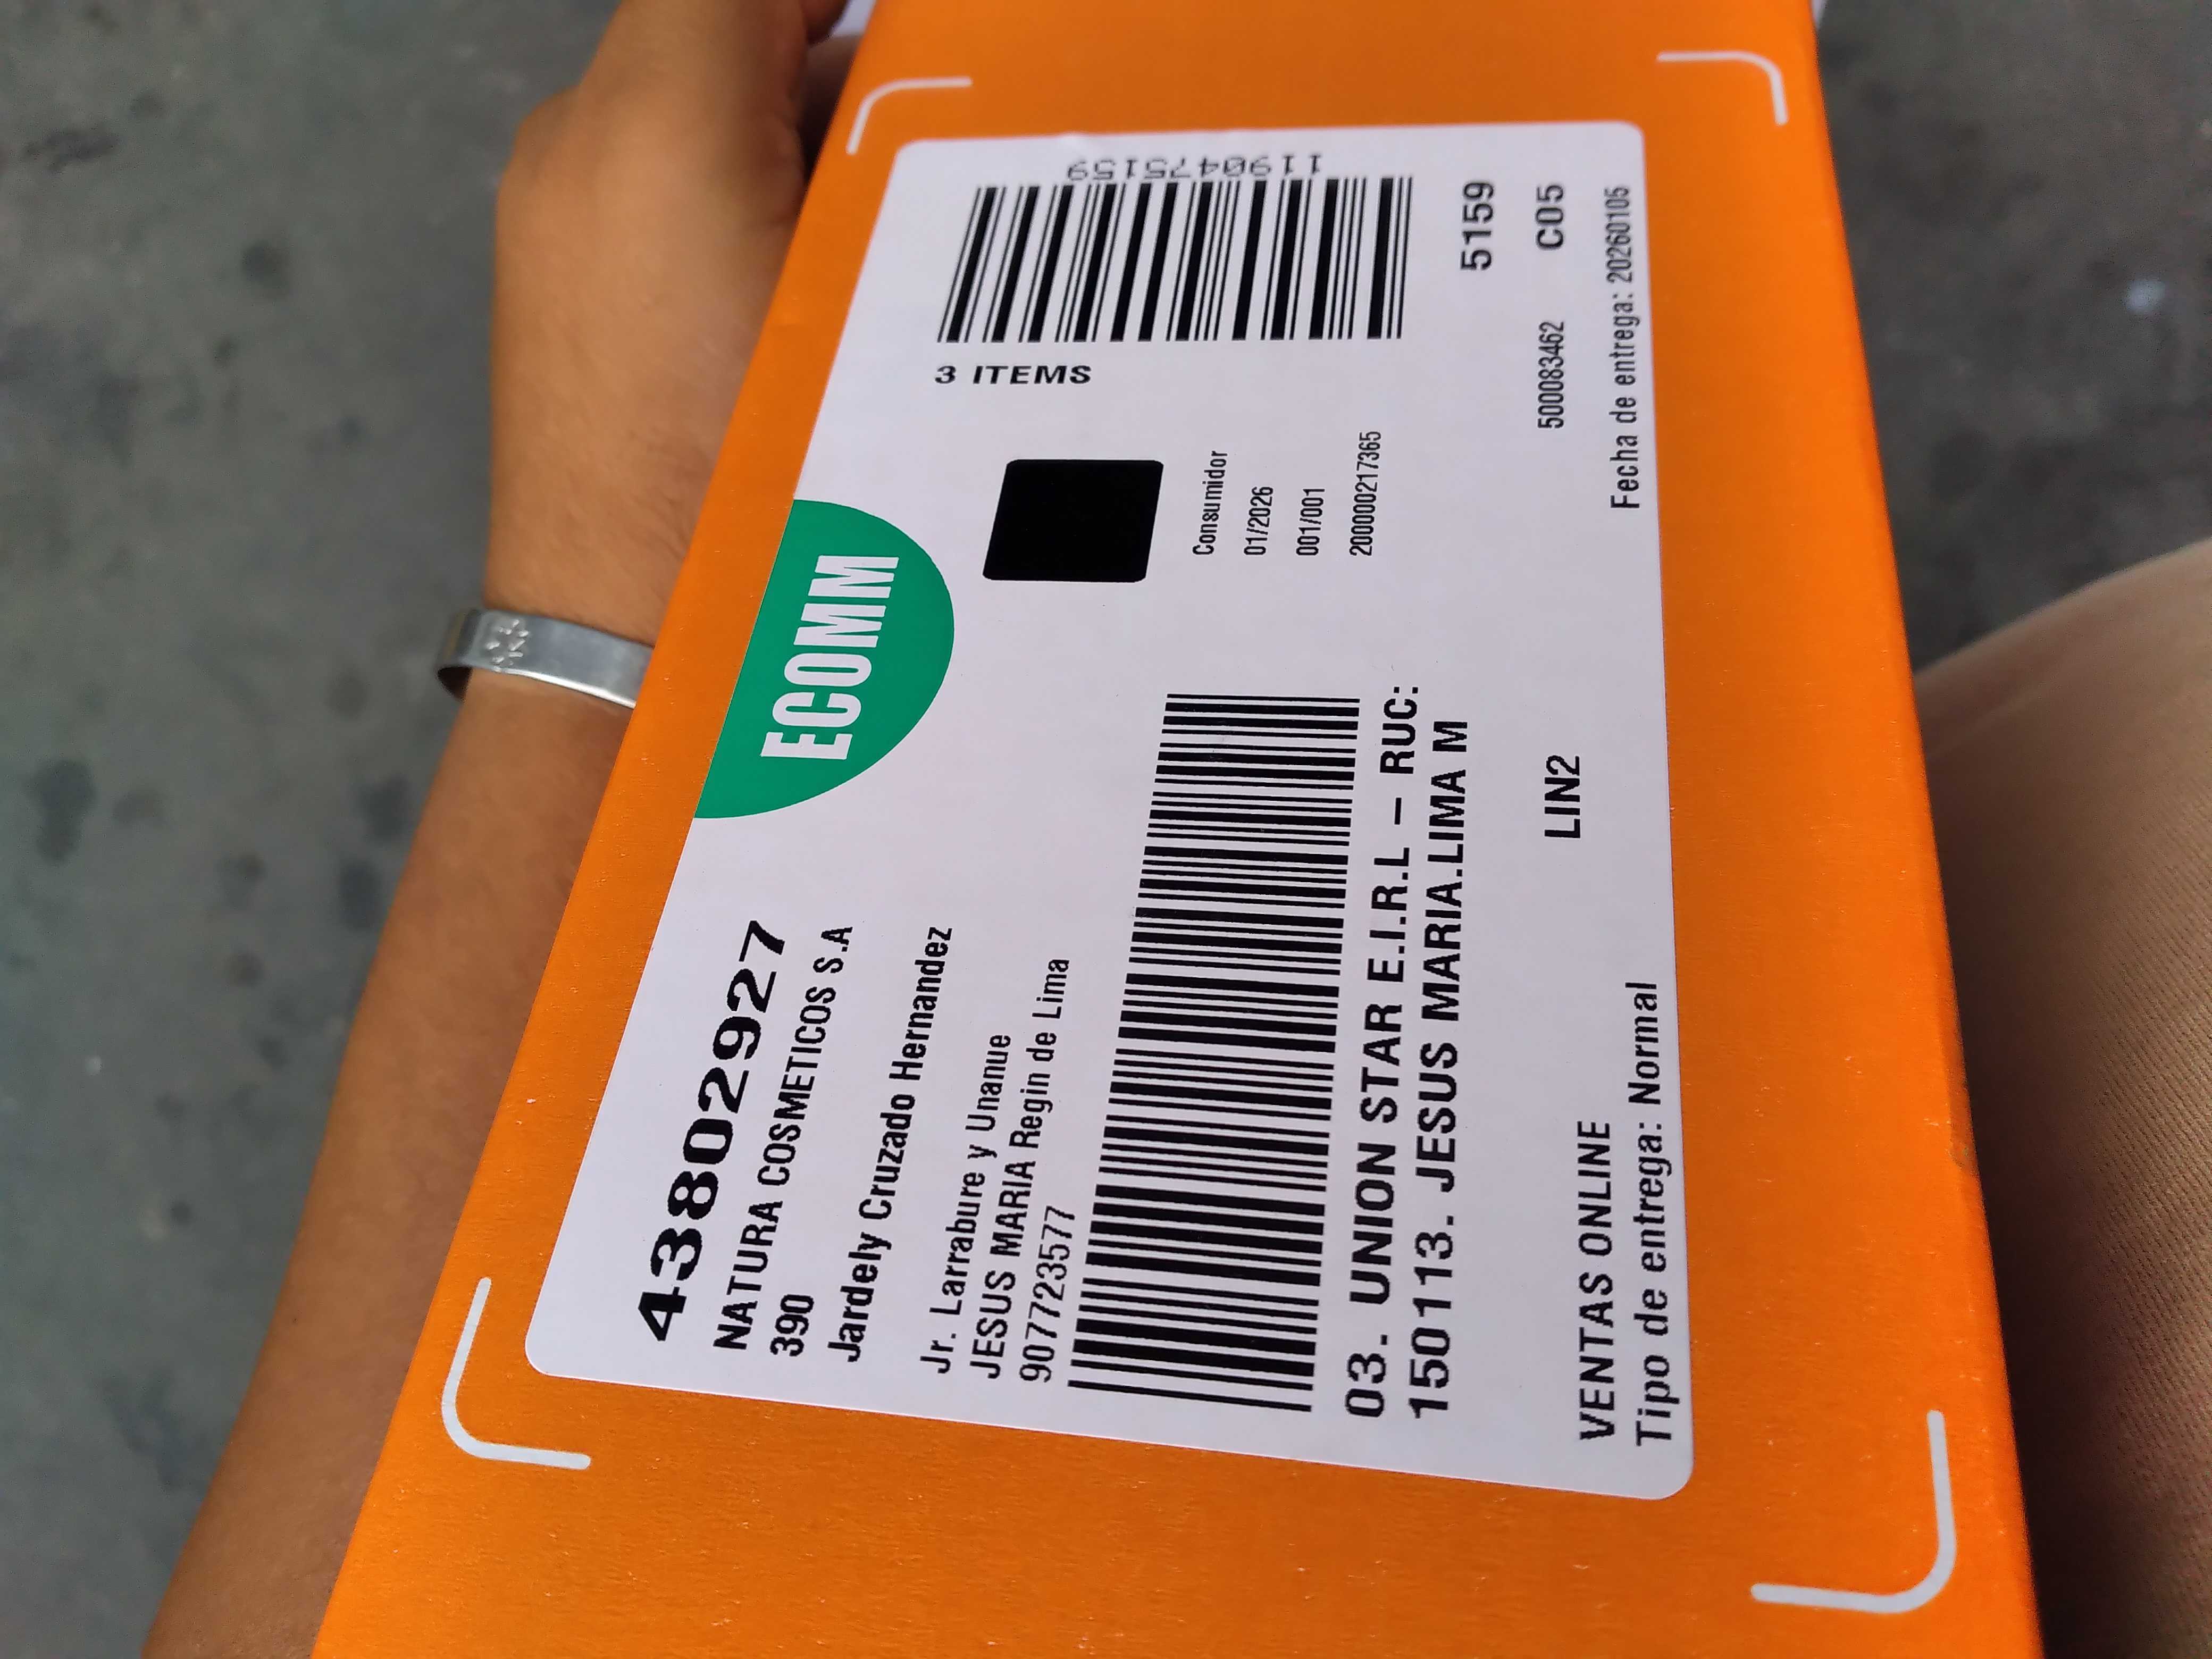 43802927
NATURA COSMETICOS S.A
390
Jardely Cruzado Hernandez
Jr. Larrabure y Unanue
JESUS MARIA Regin de Lima
907723577
ECOMM
3 ITEMS
1190475159
Consumidor
01/2026
001/001
200000217365
03. UNION STAR E.I.R.L – RUC:
150113. JESUS MARIA.LIMA M
5159
LIN2
500083462 C05
VENTAS ONLINE
Tipo de entrega: Normal
Fecha de entrega: 20260105